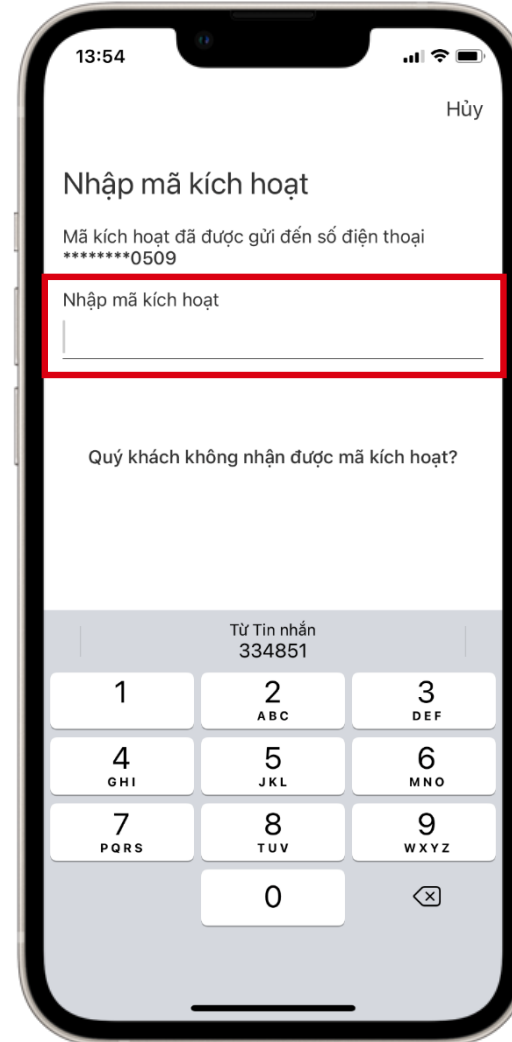 13:54
Hủy
Nhập mã kích hoạt
Mã kích hoạt đã được gửi đến số điện thoại
********0509
Nhập mã kích hoạt
Quý khách không nhận được mã kích hoạt?
Từ Tin nhắn
334851
1 2 3
ABC DEF
4 5 6
GHI JKL MNO
7 8 9
PQRS TUV WXYZ
0